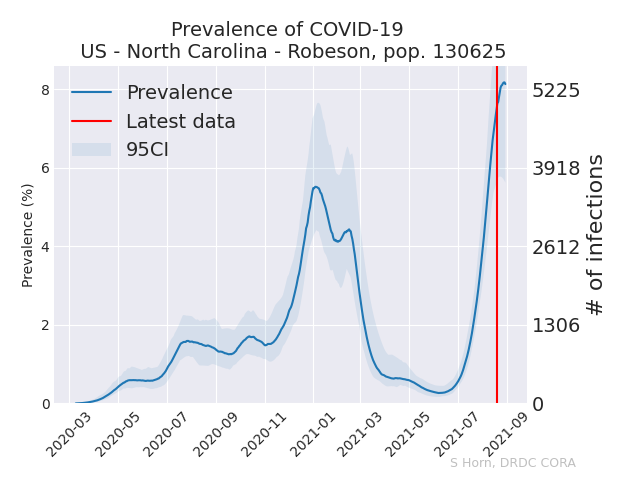 Prevalence of COVID-19
US - North Carolina - Robeson, pop. 130625
Prevalence
Latest data
95CI
Prevalence (%)
8
6
4
2
0
5225
3918
2612
1306
0
# of infections
2020-03
2020-05
2020-07
2020-09
2020-11
2021-01
2021-03
2021-05
2021-07
2021-09
S Horn, DRDC CORA